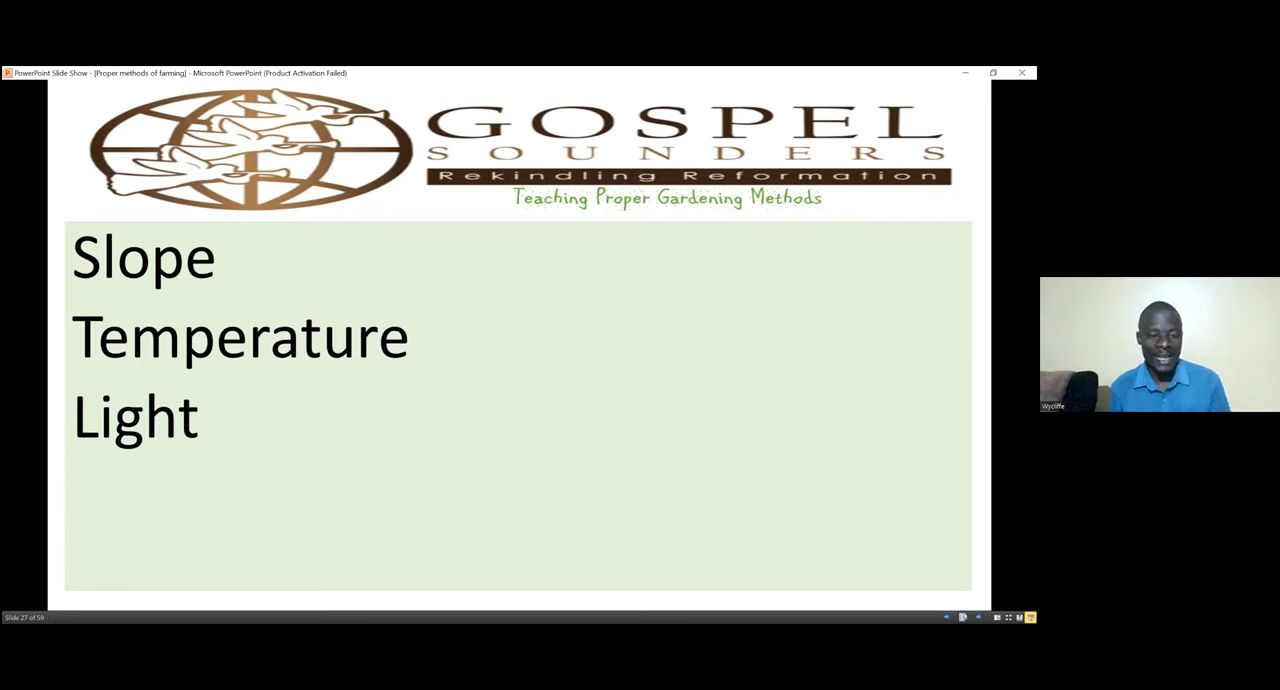 PowerPoint Slide Show - [Proper methods of farming] - Microsoft PowerPoint (Product Activation Failed)
GOSPEL
SOUNDERS
Rekindling Reformation
Teaching Proper Gardening Methods
Slope
Temperature
Light
Wycliffe
Slide 27 of 59